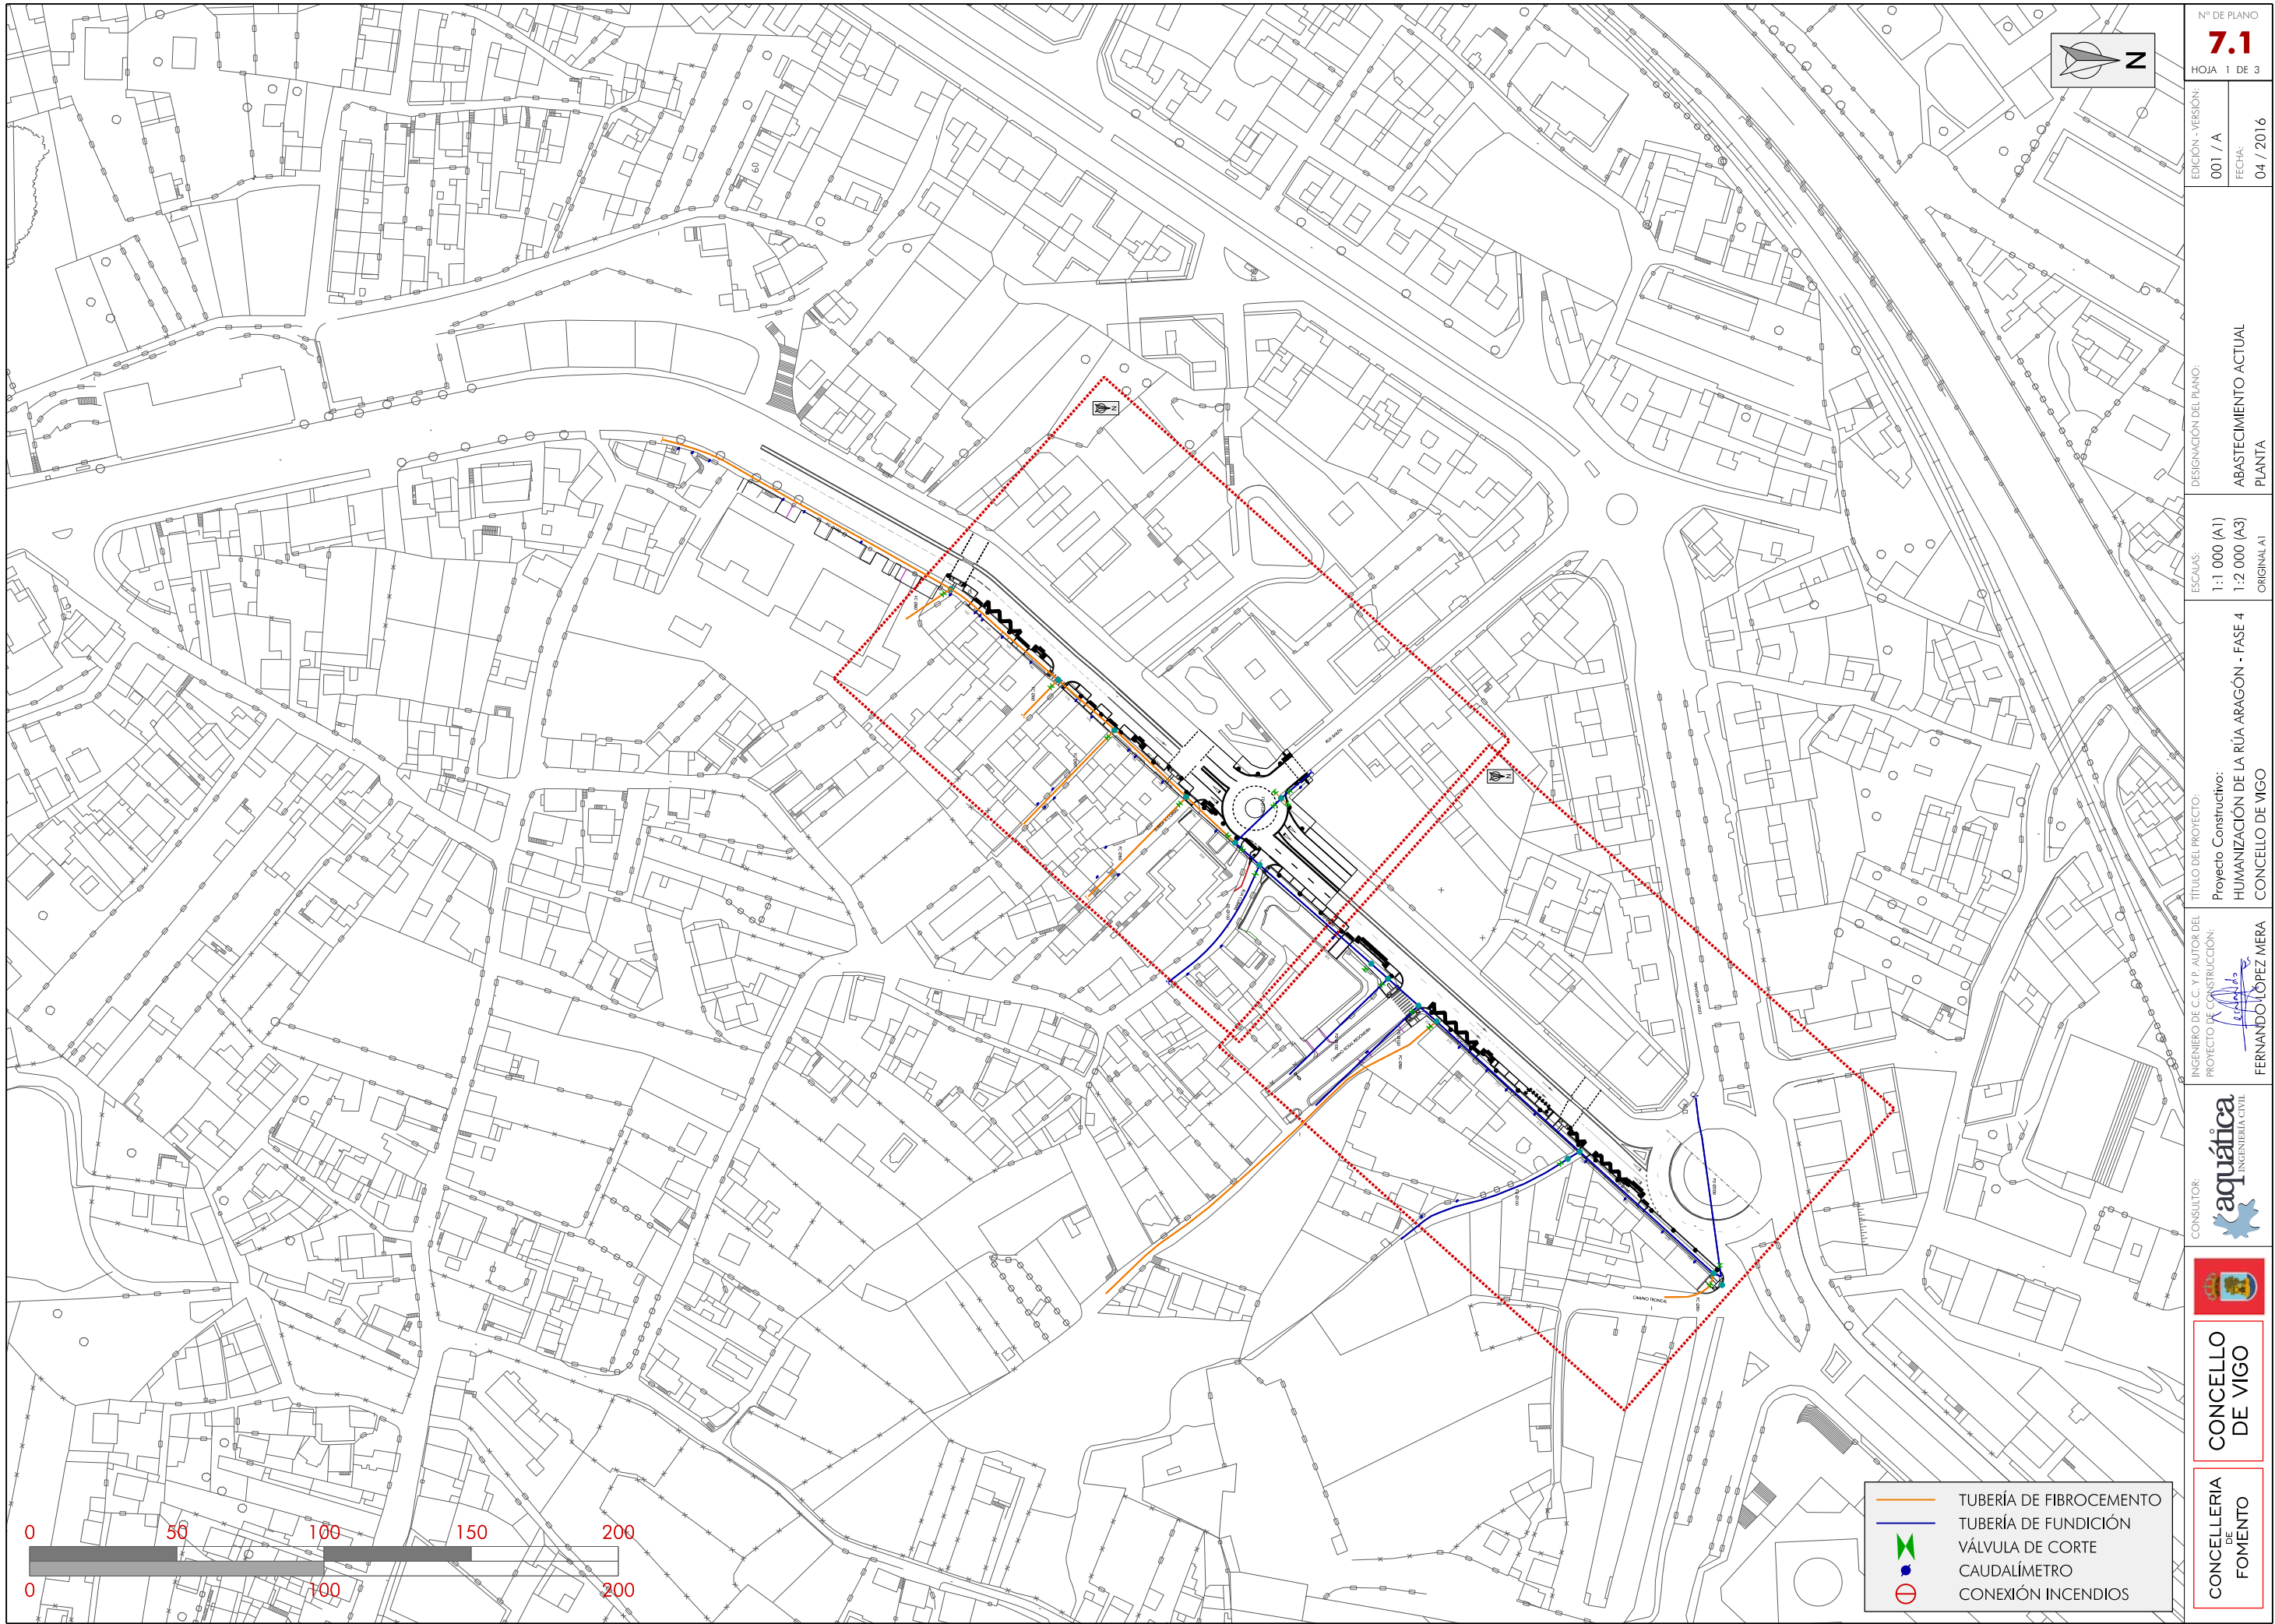 Nº DE PLANO
7.1
HOJA 1 DE 3
EDICIÓN - VERSIÓN:
001 / A
FECHA:
04 / 2016
DESIGNACIÓN DEL PLANO:
ABASTECIMIENTO ACTUAL
PLANTA
ESCALAS:
1:1 000 (A1)
1:2 000 (A3)
ORIGINAL A1
TÍTULO DEL PROYECTO:
Proyecto Constructivo:
HUMANIZACIÓN DE LA RÚA ARAGÓN - FASE 4
CONCELLO DE VIGO
INGENIERO DE C.C. Y P. AUTOR DEL
PROYECTO DE CONSTRUCCIÓN:
FERNANDO LÓPEZ MERA
CONSULTOR:
aquática
INGENIERÍA CIVIL
CONCELLO
DE VIGO
CONCELLERIA
DE
FOMENTO
N
N
N
RÚA BAILÉN
CAMINO TRONCAL
TUBERÍA DE FIBROCEMENTO
TUBERÍA DE FUNDICIÓN
VÁLVULA DE CORTE
CAUDALÍMETRO
CONEXIÓN INCENDIOS
0 50 100 150 200
0 100 200